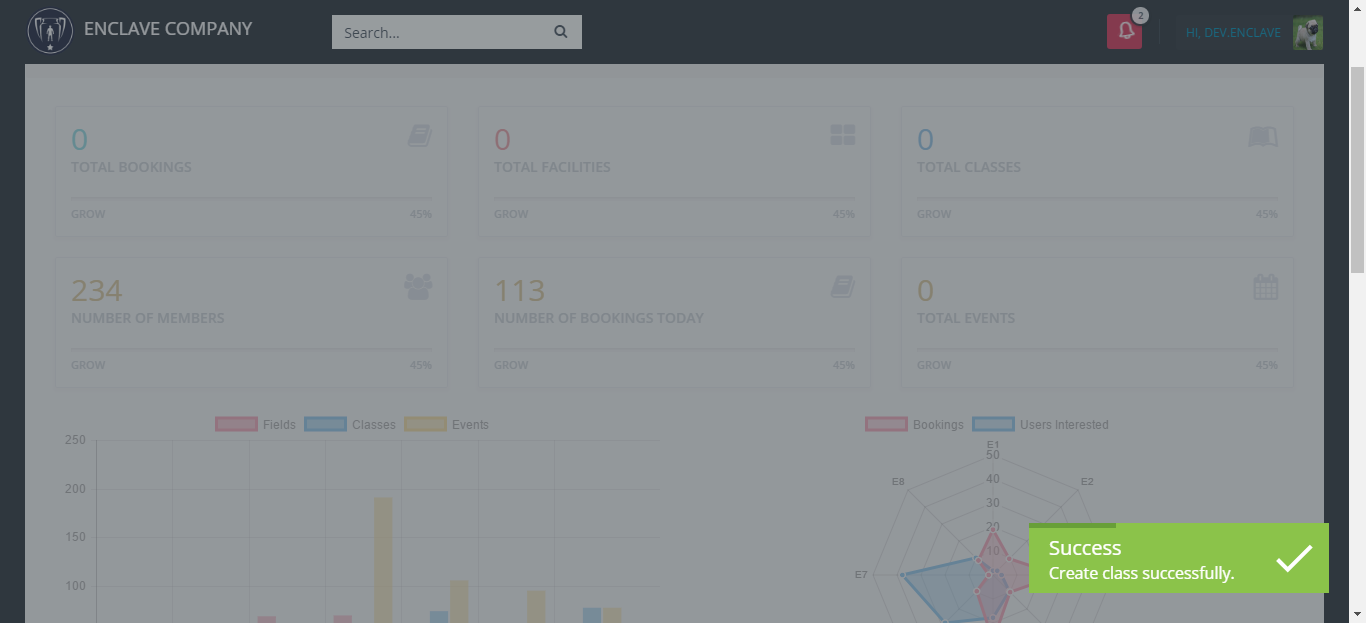 ENCLAVE COMPANY
Search...
2
HI, DEV.ENCLAVE
0
TOTAL BOOKINGS
GROW 45%
0
TOTAL FACILITIES
GROW 45%
0
TOTAL CLASSES
GROW 45%
234
NUMBER OF MEMBERS
GROW 45%
113
NUMBER OF BOOKINGS TODAY
GROW 45%
0
TOTAL EVENTS
GROW 45%
Fields Classes Events
250
200
150
100
Bookings Users Interested
E1
50
E8
40
E2
30
20
10
E7
Success
Create class successfully.